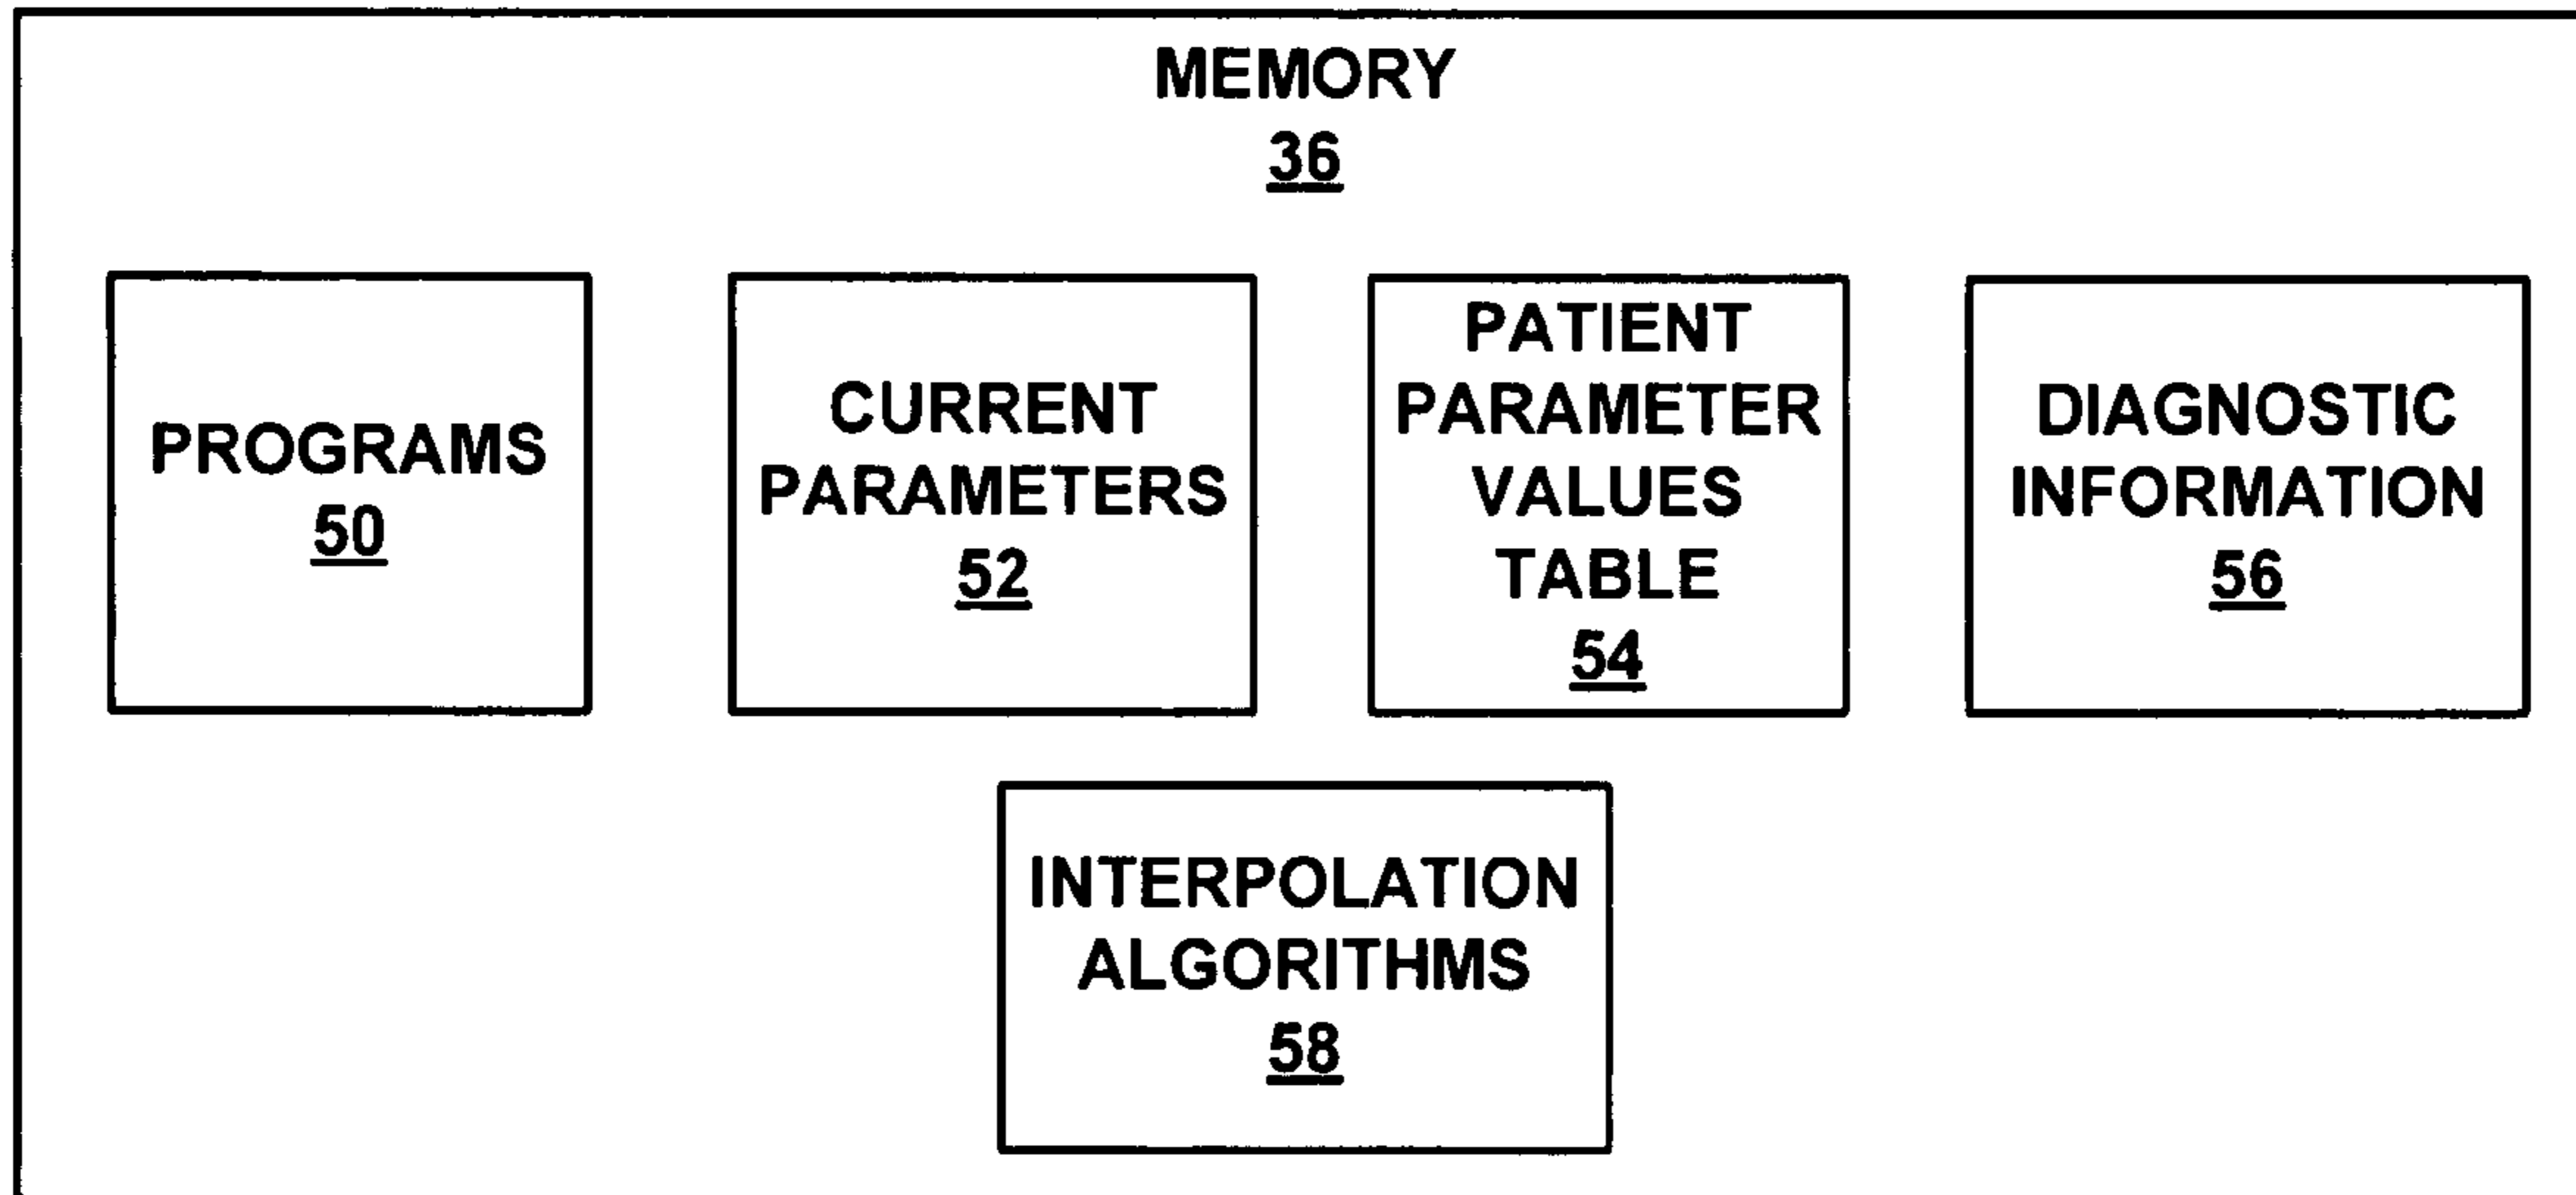 MEMORY
36
PROGRAMS
50
CURRENT
PARAMETERS
52
PATIENT
PARAMETER
VALUES
TABLE
54
DIAGNOSTIC
INFORMATION
56
INTERPOLATION
ALGORITHMS
58